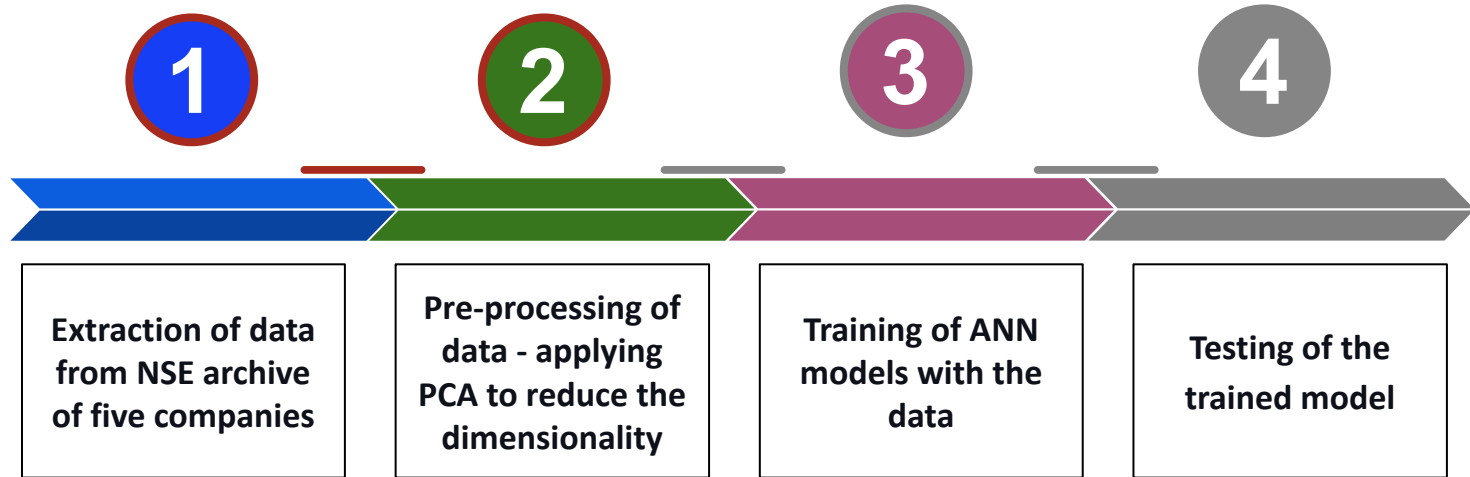 1
2
3
4
Extraction of data
from NSE archive
of five companies
Pre-processing of
data - applying
PCA to reduce the
dimensionality
Training of ANN
models with the
data
Testing of the
trained model